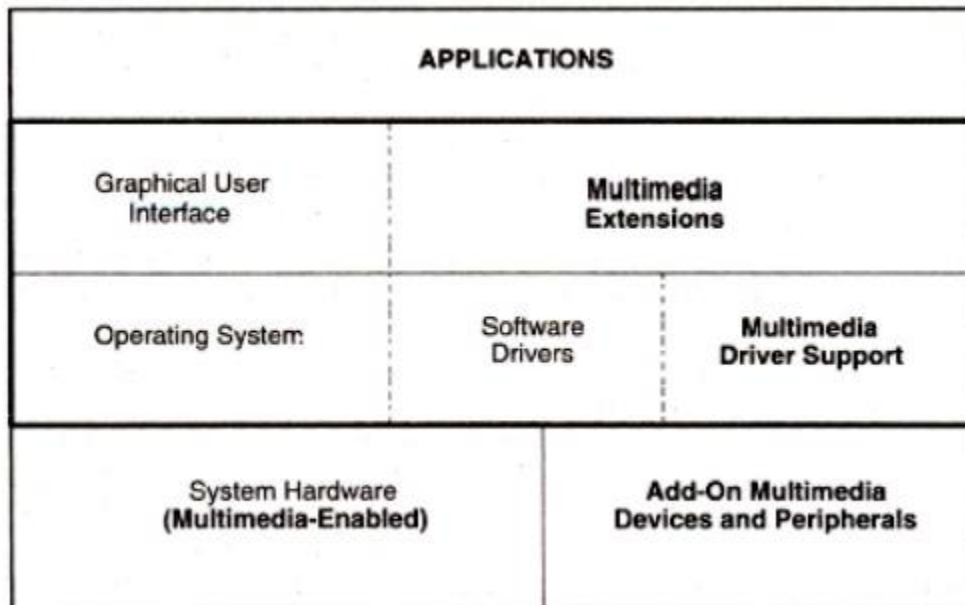 APPLICATIONS
Graphical User
Interface
Multimedia
Extensions
Operating System
Software
Drivers
Multimedia
Driver Support
System Hardware
(Multimedia-Enabled)
Add-On Multimedia
Devices and Peripherals